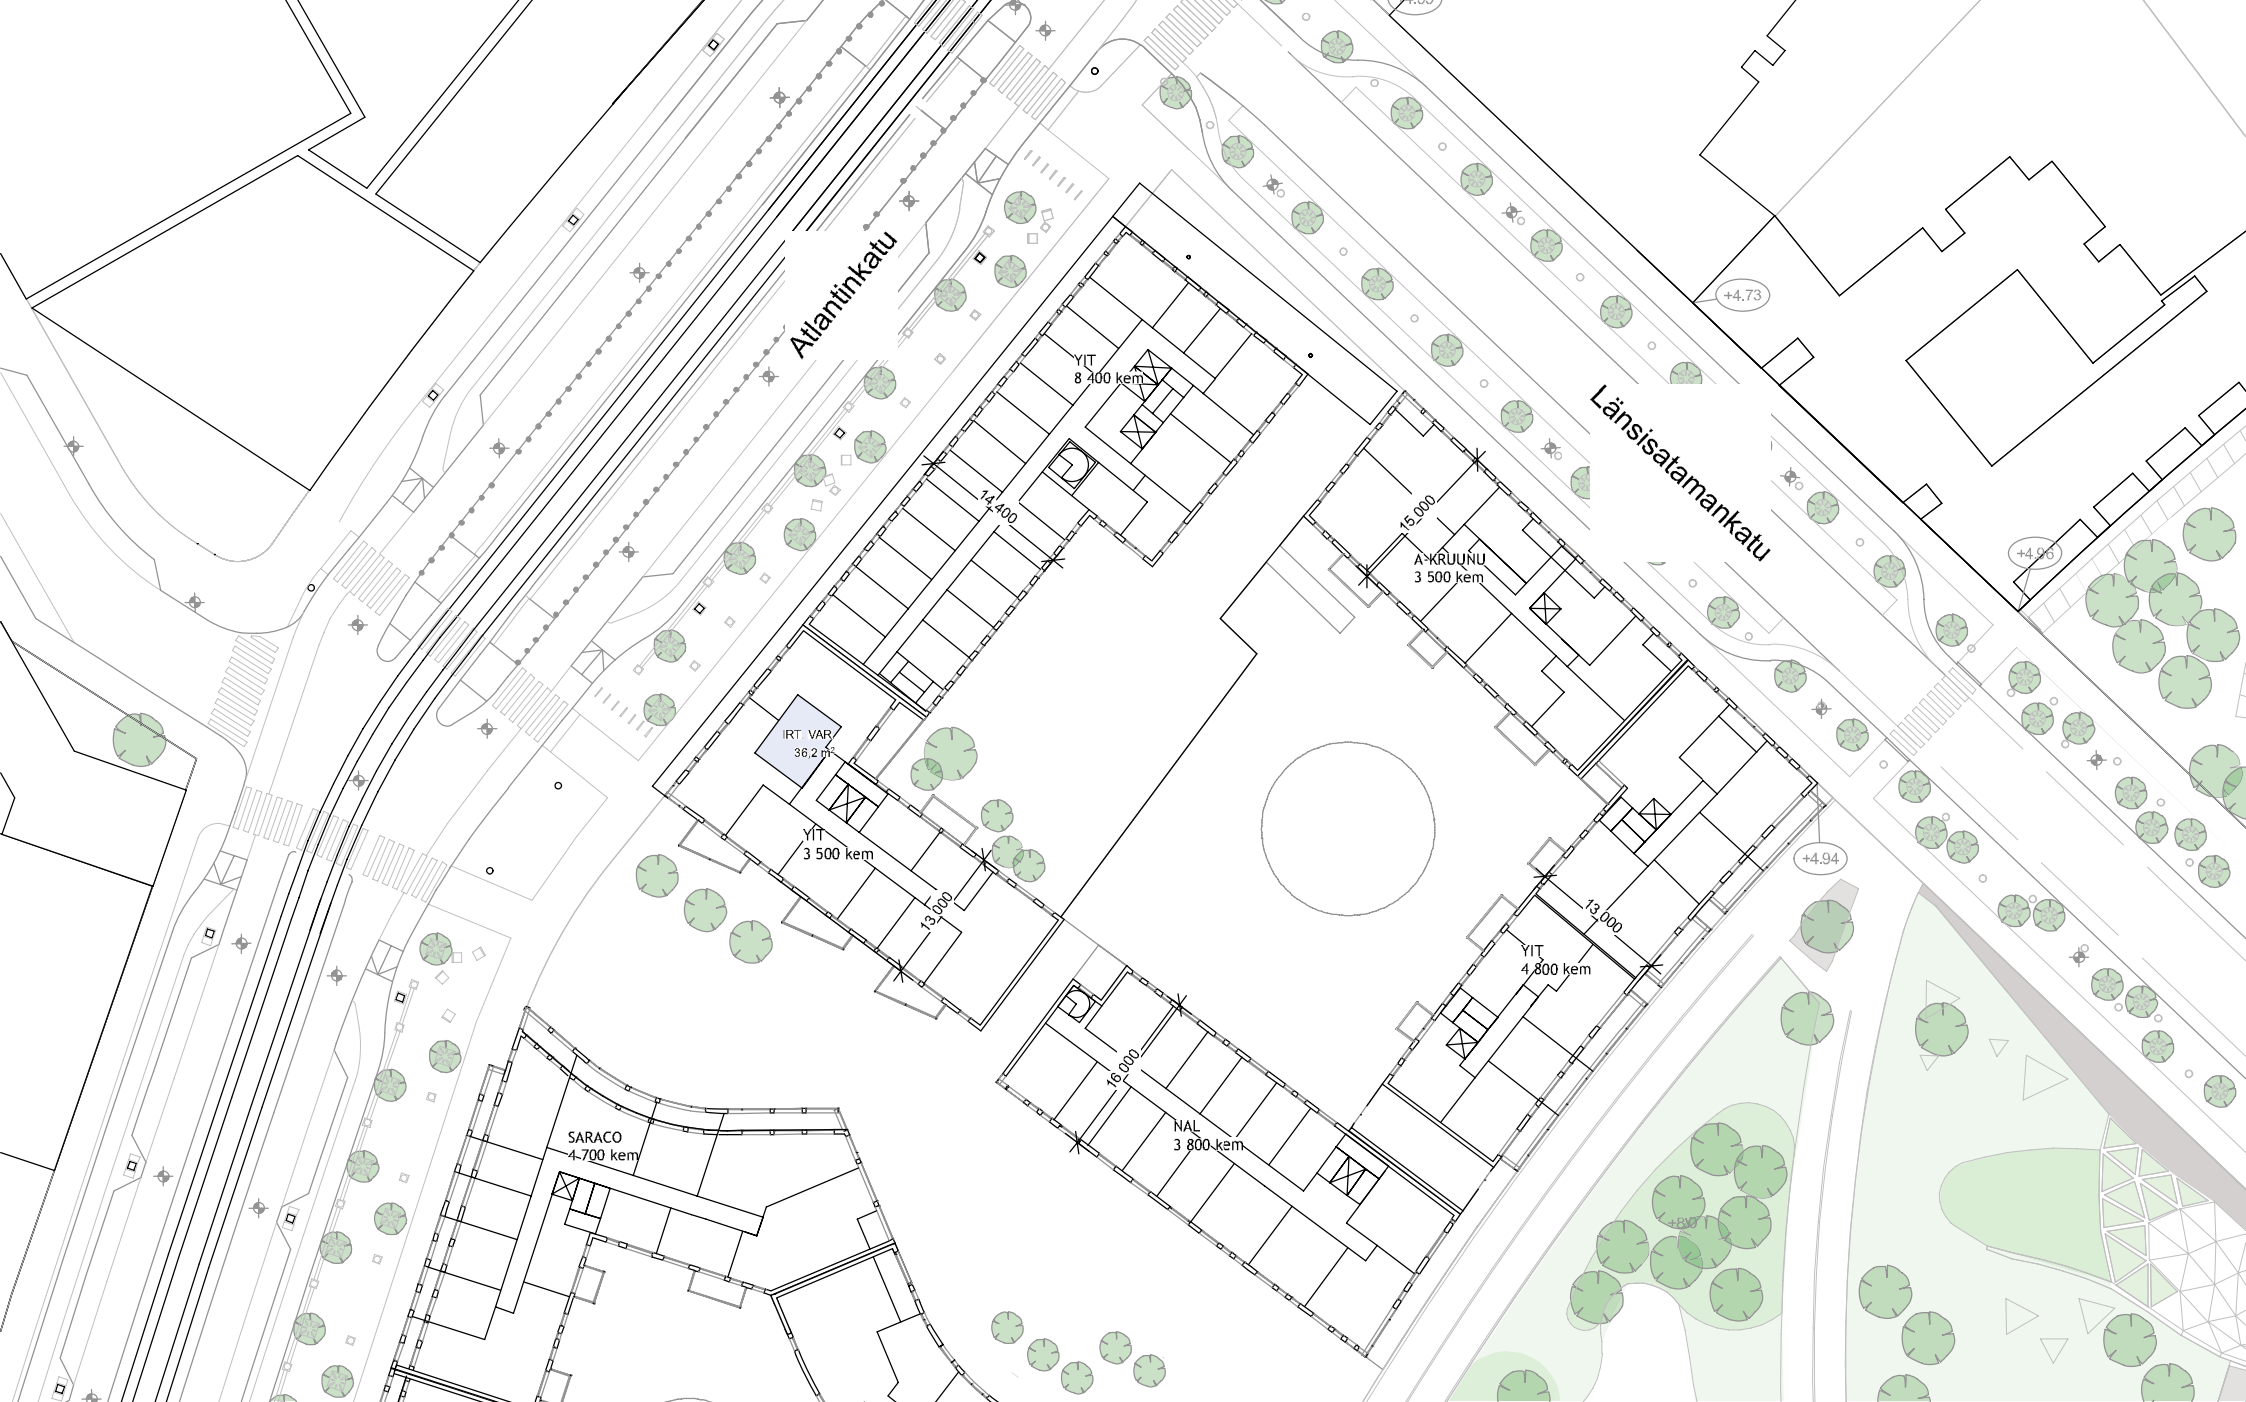 +4.73
Atlantinkatu
YIT
8 400 kem
Länsisatamankatu
14,400
15,000
A-KRUUNU
3 500 kem
+4.96
IRT. VAR.
36,2 m²
YIT
3 500 kem
13,000
+4.94
13,000
YIT
4 800 kem
16,000
NAL
3 800 kem
SARACO
4 700 kem